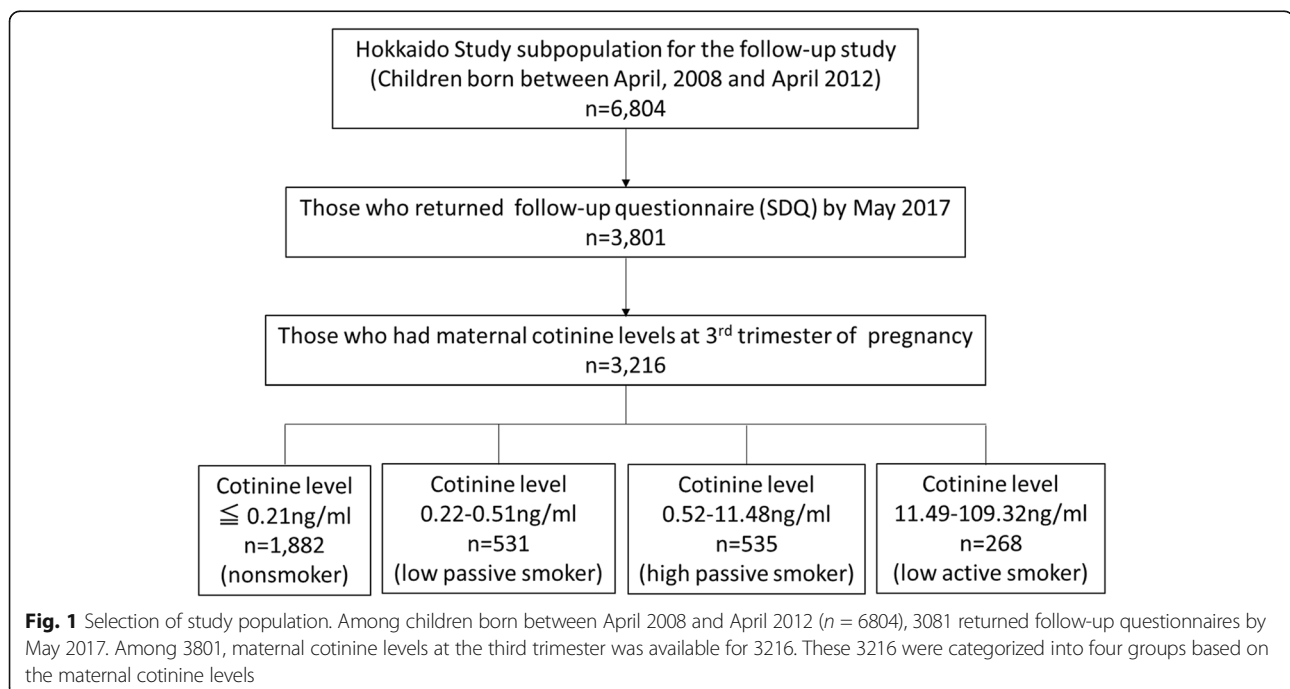 Hokkaido Study subpopulation for the follow-up study
(Children born between April, 2008 and April 2012)
n=6,804
Those who returned follow-up questionnaire (SDQ) by May 2017
n=3,801
Those who had maternal cotinine levels at 3rd trimester of pregnancy
n=3,216
Cotinine level
≦ 0.21ng/ml
n=1,882
(nonsmoker)
Cotinine level
0.22-0.51ng/ml
n=531
(low passive smoker)
Cotinine level
0.52-11.48ng/ml
n=535
(high passive smoker)
Cotinine level
11.49-109.32ng/ml
n=268
(low active smoker)
Fig. 1 Selection of study population. Among children born between April 2008 and April 2012 (n = 6804), 3081 returned follow-up questionnaires by
May 2017. Among 3801, maternal cotinine levels at the third trimester was available for 3216. These 3216 were categorized into four groups based on
the maternal cotinine levels